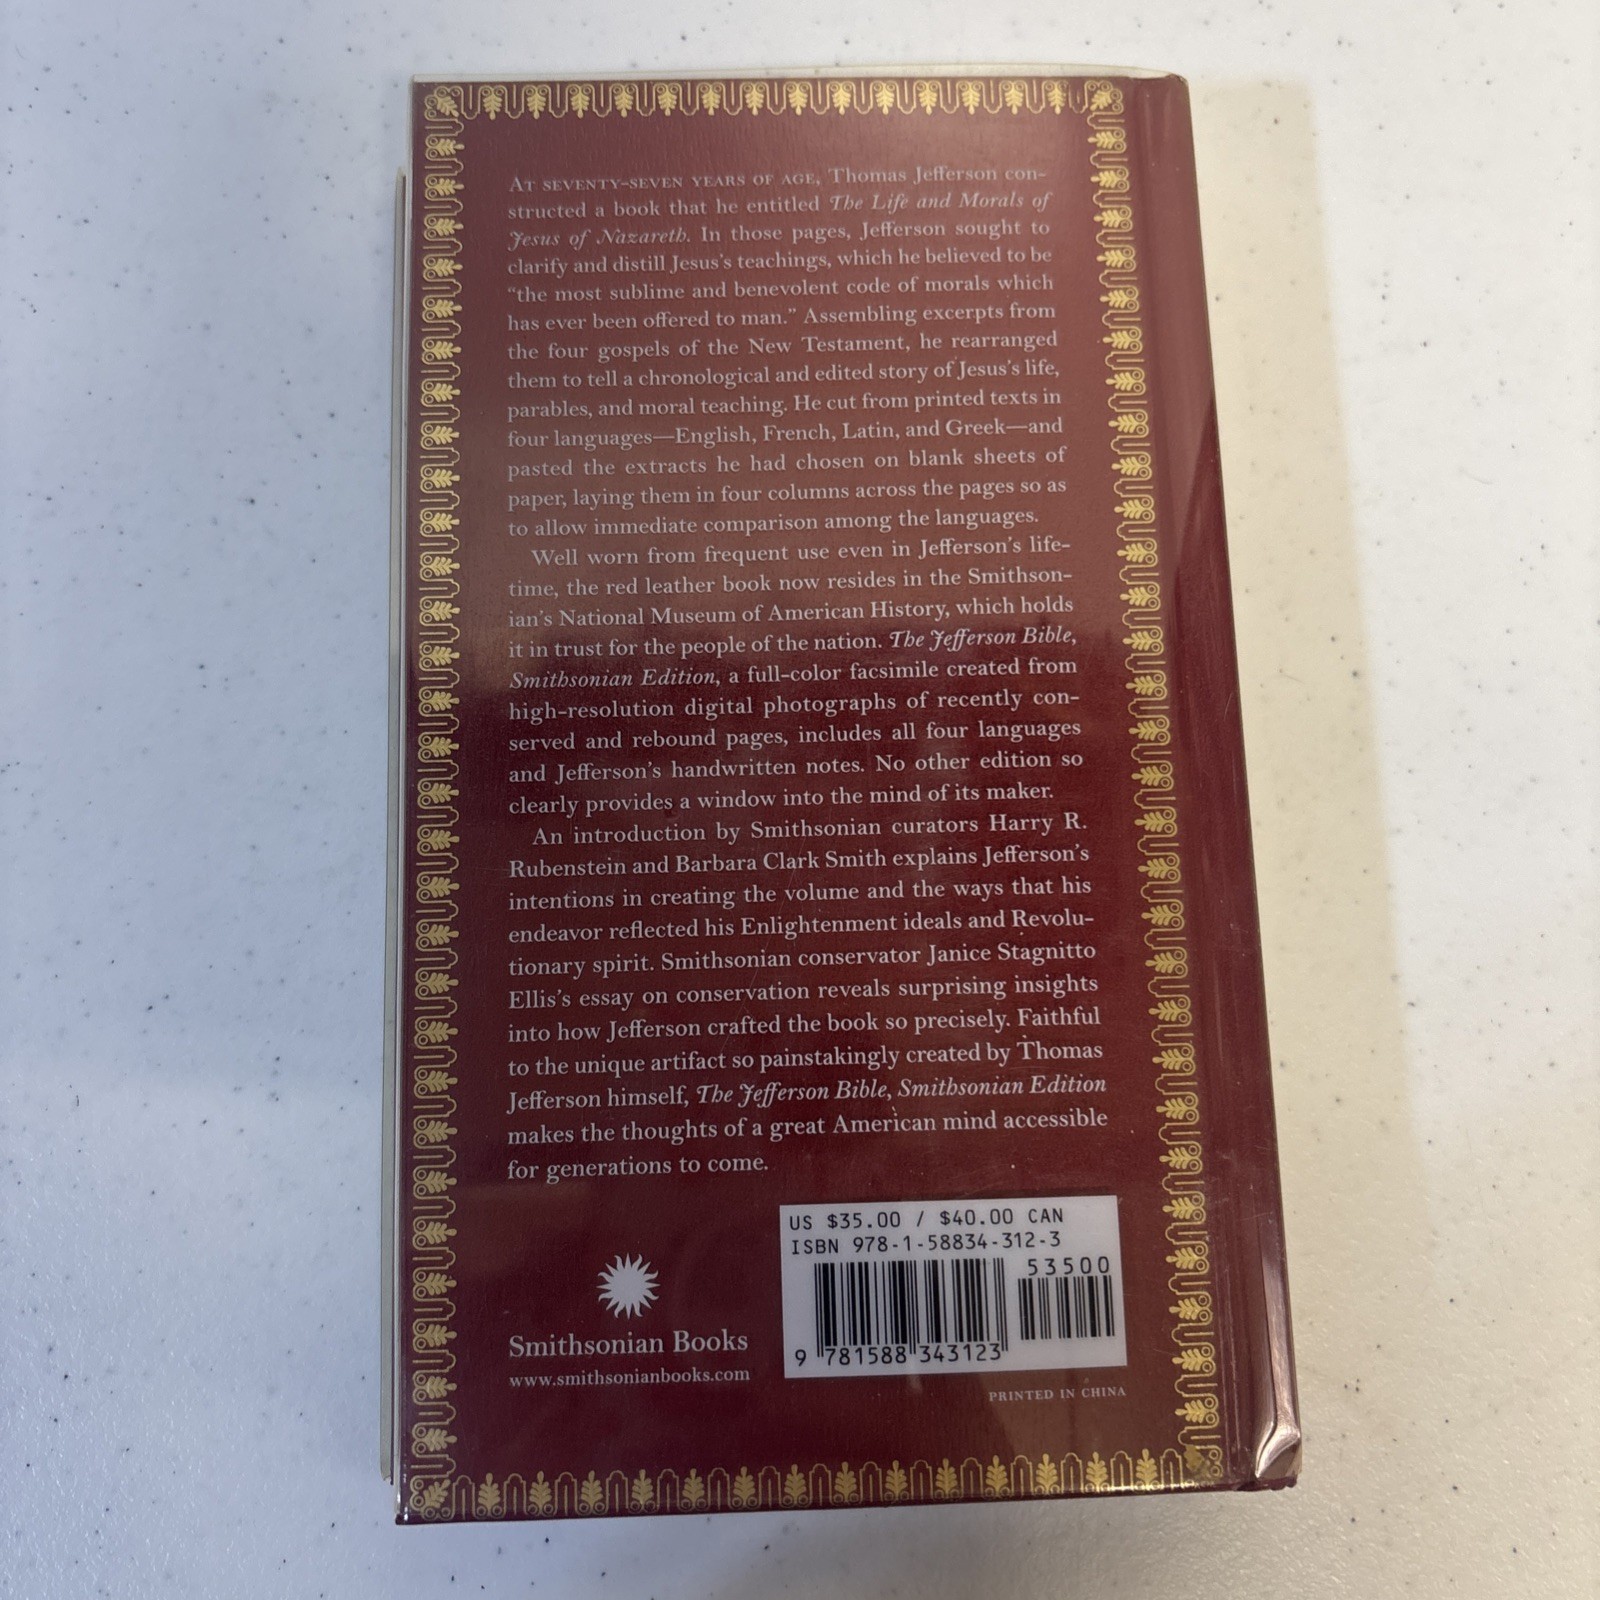 AT SEVENTY-SEVEN YEARS OF AGE, Thomas Jefferson con-
structed a book that he entitled The Life and Morals of
Jesus of Nazareth. In those pages, Jefferson sought to
clarify and distill Jesus's teachings, which he believed to be
“the most sublime and benevolent code of morals which
has ever been offered to man.” Assembling excerpts from
the four gospels of the New Testament, he rearranged
them to tell a chronological and edited story of Jesus's life,
parables, and moral teaching. He cut from printed texts in
four languages—English, French, Latin, and Greek—and
pasted the extracts he had chosen on blank sheets of
paper, laying them in four columns across the pages so as
to allow immediate comparison among the languages.
Well worn from frequent use even in Jefferson's life-
time, the red leather book now resides in the Smithson-
ian's National Museum of American History, which holds
it in trust for the people of the nation. The Jefferson Bible,
Smithsonian Edition, a full-color facsimile created from
high-resolution digital photographs of recently con-
served and rebound pages, includes all four languages
and Jefferson's handwritten notes. No other edition so
clearly provides a window into the mind of its maker.
An introduction by Smithsonian curators Harry R.
Rubenstein and Barbara Clark Smith explains Jefferson's
intentions in creating the volume and the ways that his
endeavor reflected his Enlightenment ideals and Revolu-
tionary spirit. Smithsonian conservator Janice Stagnitto
Ellis's essay on conservation reveals surprising insights
into how Jefferson crafted the book so precisely. Faithful
to the unique artifact so painstakingly created by Thomas
Jefferson himself, The Jefferson Bible, Smithsonian Edition
makes the thoughts of a great American mind accessible
for generations to come.
US $35.00 / $40.00 CAN
ISBN 978-1-58834-312-3
53500
9 781588 343123
Smithsonian Books
www.smithsonianbooks.com
PRINTED IN CHINA